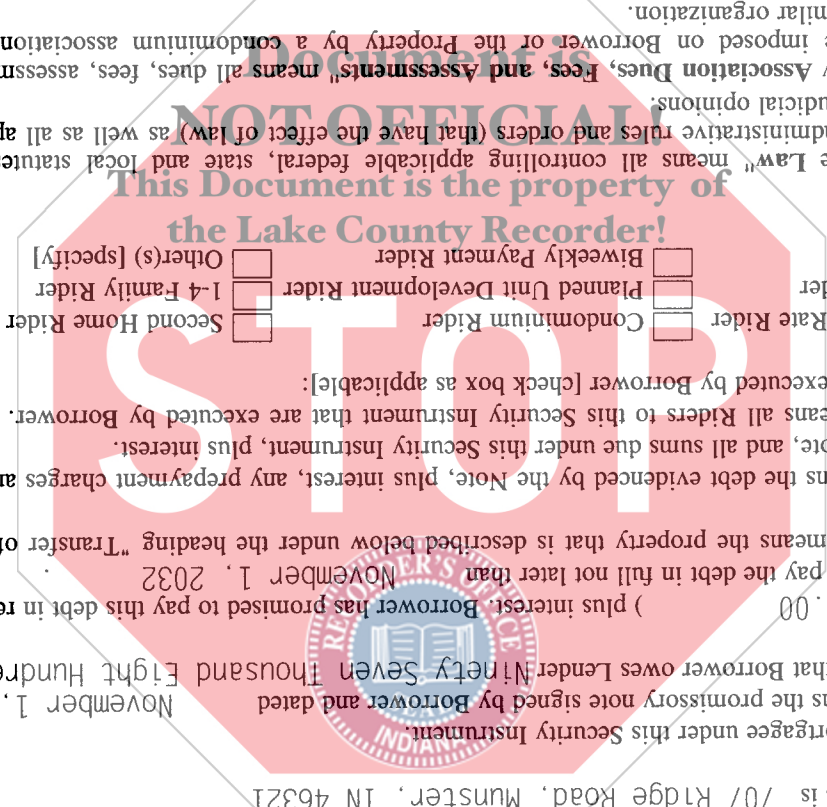 is 707 Ridge Road, Munster, IN 46321
ortgagee under this Security Instrument.
ns the promissory note signed by Borrower and dated November 1,
that Borrower owes Lender Ninety Seven Thousand Eight Hundre
.00 ) plus interest. Borrower has promised to pay this debt in re
pay the debt in full not later than November 1, 2032 .
means the property that is described below under the heading "Transfer of
ns the debt evidenced by the Note, plus interest, any prepayment charges an
ote, and all sums due under this Security Instrument, plus interest.
eans all Riders to this Security Instrument that are executed by Borrower.
executed by Borrower [check box as applicable]:
Rate Rider Condominium Rider Second Home Rider
der Planned Unit Development Rider 1-4 Family Rider
Biweekly Payment Rider Other(s) [specify]
e Law" means all controlling applicable federal, state and local statutes
dministrative rules and orders (that have the effect of law) as well as all ap
udicial opinions.
y Association Dues, Fees, and Assessments" means all dues, fees, assessm
e imposed on Borrower or the Property by a condominium association
milar organization.
Document is
NOT OFFICIAL!
This Document is the property of
the Lake County Recorder!
STOP
RECORDER'S OFFICE
SEAL
INDIANA